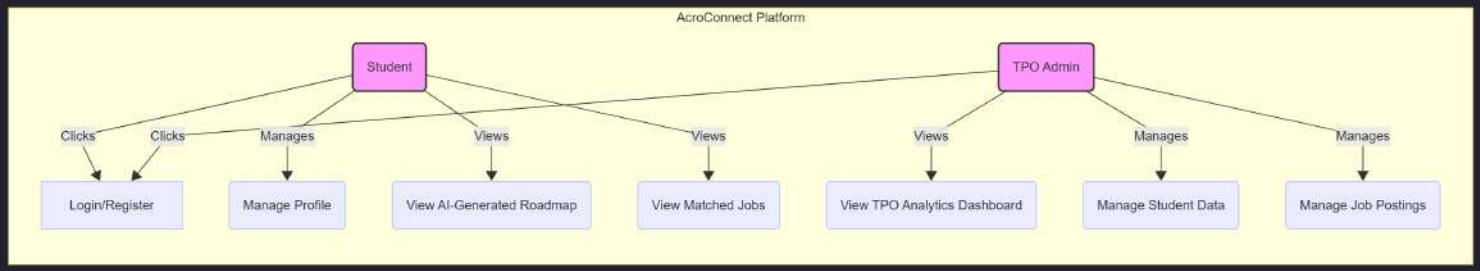 AcroConnect Platform
Student
TPO Admin
Clicks
Clicks
Manages
Views
Views
Views
Manages
Manages
Login/Register
Manage Profile
View AI-Generated Roadmap
View Matched Jobs
View TPO Analytics Dashboard
Manage Student Data
Manage Job Postings